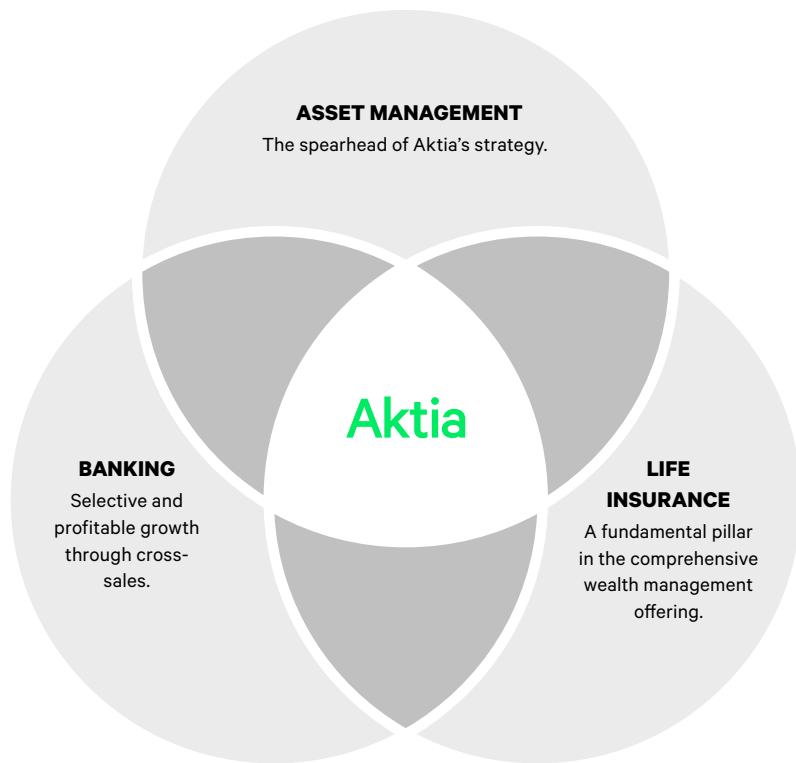 ASSET MANAGEMENT
The spearhead of Aktia’s strategy.
Aktia
BANKING
Selective and
profitable growth
through cross-
sales.
LIFE
INSURANCE
A fundamental pillar
in the comprehensive
wealth management
offering.